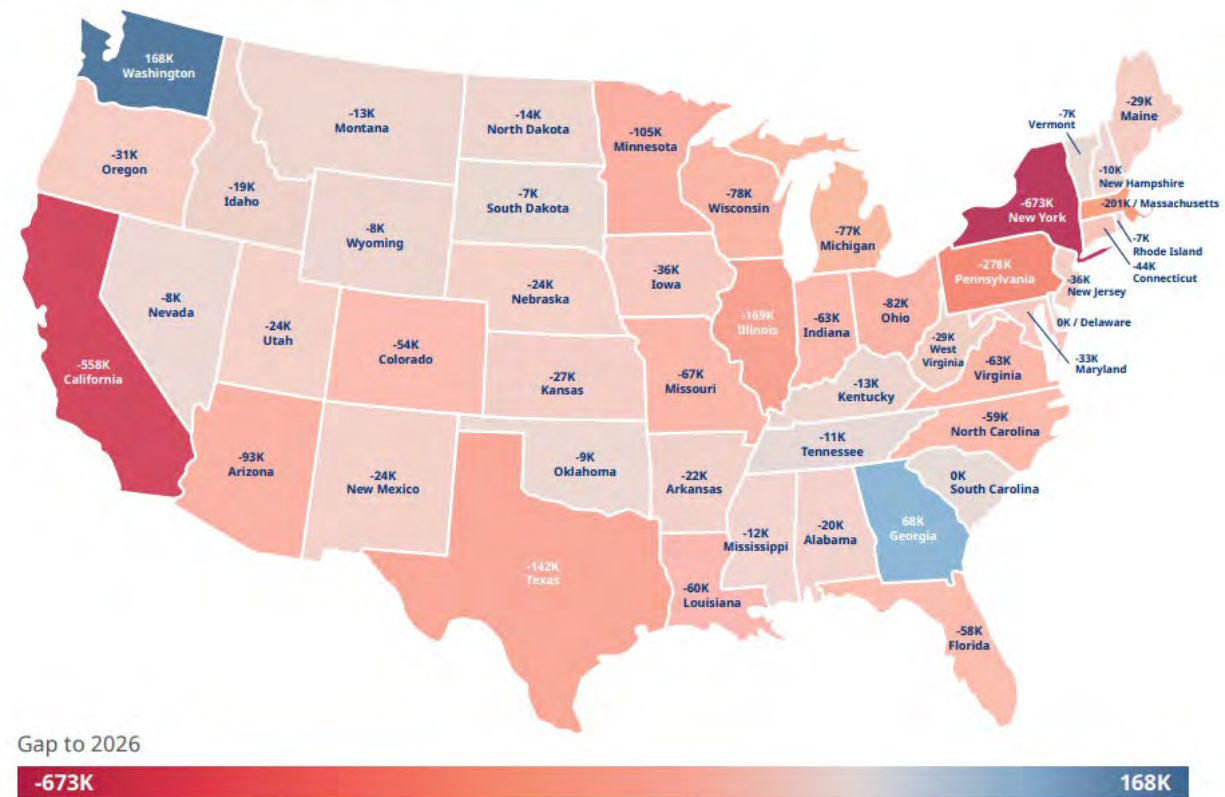 168K
Washington
-31K
Oregon
-558K
California
-8K
Nevada
-19K
Idaho
-13K
Montana
-8K
Wyoming
-24K
Utah
-54K
Colorado
-93K
Arizona
-24K
New Mexico
-14K
North Dakota
-7K
South Dakota
-24K
Nebraska
-27K
Kansas
-9K
Oklahoma
-142K
Texas
-105K
Minnesota
-36K
Iowa
-67K
Missouri
-22K
Arkansas
-60K
Louisiana
-78K
Wisconsin
-169K
Illinois
-77K
Michigan
-63K
Indiana
-82K
Ohio
-13K
Kentucky
-11K
Tennessee
-12K
Mississippi
-20K
Alabama
68K
Georgia
-58K
Florida
0K
South Carolina
-59K
North Carolina
-63K
Virginia
-29K
West
Virginia
-278K
Pennsylvania
-673K
New York
-7K
Vermont
-29K
Maine
-10K
New Hampshire
-201K / Massachusetts
-7K
Rhode Island
-44K
Connecticut
-36K
New Jersey
0K / Delaware
-33K
Maryland
Gap to 2026
-673K
168K